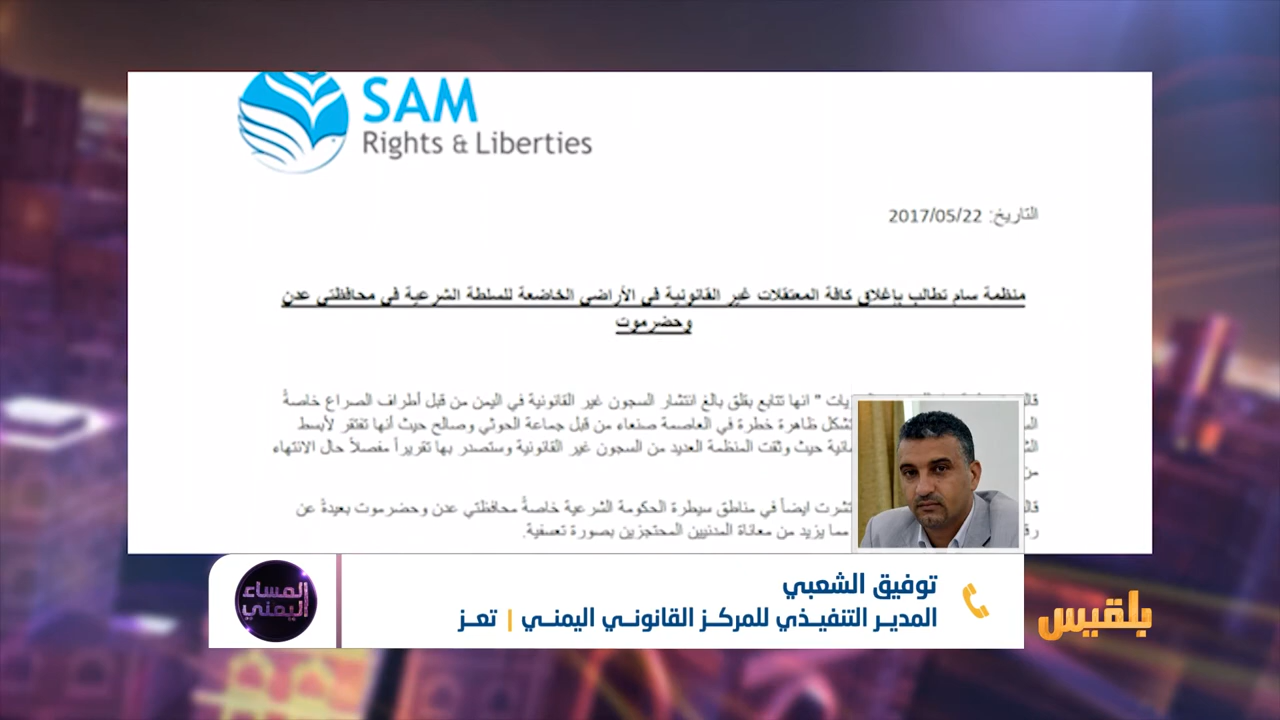 SAM
Rights & Liberties
التاريخ: 2017/05/22
منظمة سام تطالب بإغلاق كافة المعتقلات غير القانونية في الأراضي الخاضعة للسلطة الشرعية في محافظتي عدن
وحضرموت
يات " انها تتابع بقلق بالغ انتشار السجون غير القانونية في اليمن من قبل أطراف الصراع خاصةً
تشكل ظاهرة خطرة في العاصمة صنعاء من قبل جماعة الحوثي وصالح حيث أنها تفتقر لأبسط
مانية حيث وثقت المنظمة العديد من السجون غير القانونية وستصدر بها تقريراً مفصلاً حال الانتهاء
من
تشرت ايضاً في مناطق سيطرة الحكومة الشرعية خاصةً محافظتي عدن وحضرموت بعيدةً عن
مما يزيد من معاناة المدنيين المحتجزين بصورة تعسفية.
توفيق الشعبي
المدير التنفيذي للمركز القانوني اليمني | تعز
المساء
اليمني
بلقيس